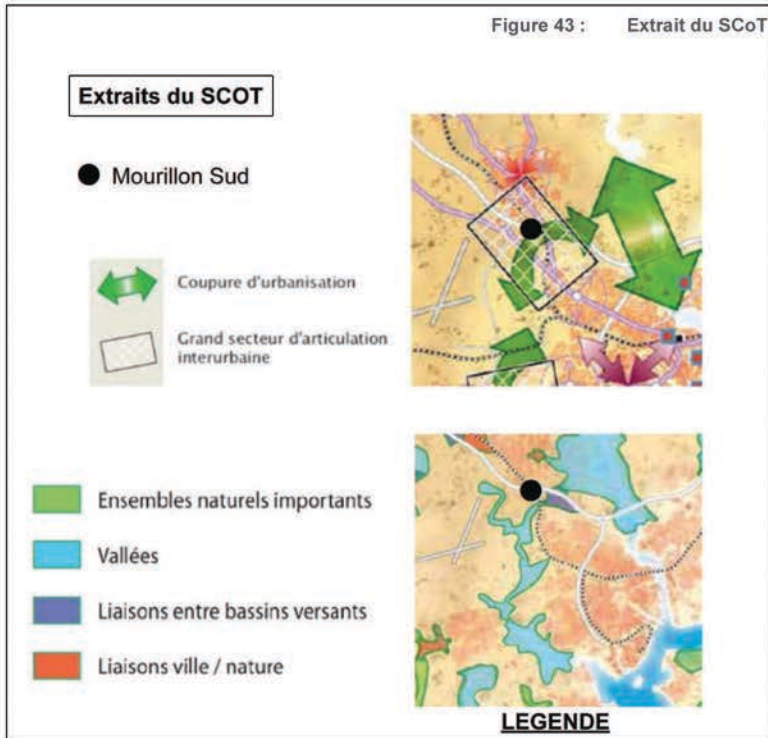 Figure 43 : Extrait du SCoT
Extraits du SCOT
Mourillon Sud
Coupure d'urbanisation
Grand secteur d'articulation
interurbaine
Ensembles naturels importants
Vallées
Liaisons entre bassins versants
Liaisons ville / nature
LEGENDE